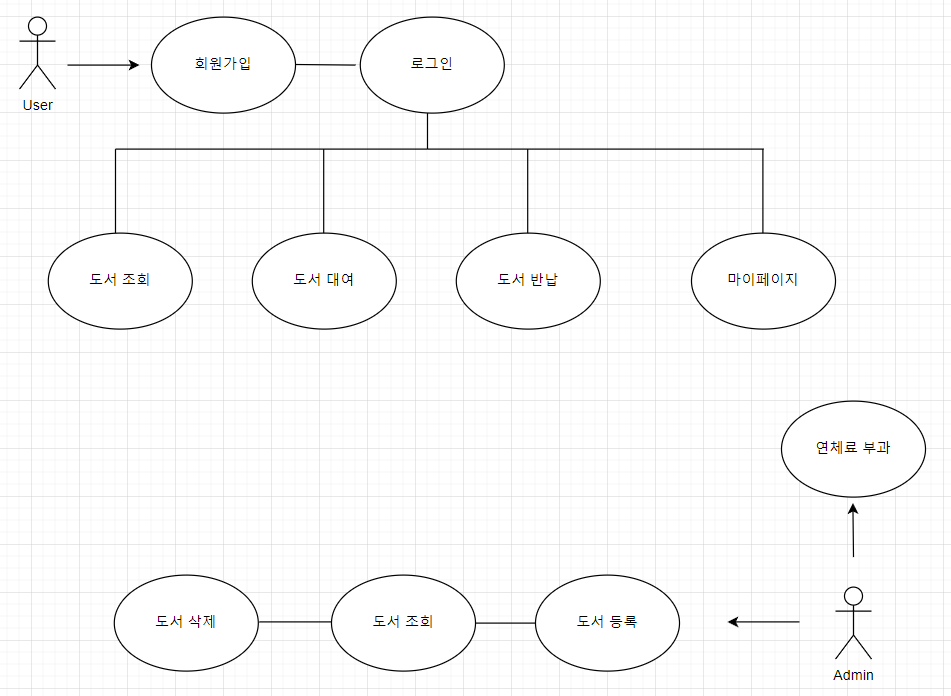 회원가입
로그인
User
도서 조회
도서 대여
도서 반납
마이페이지
연체료 부과
도서 삭제
도서 조회
도서 등록
Admin